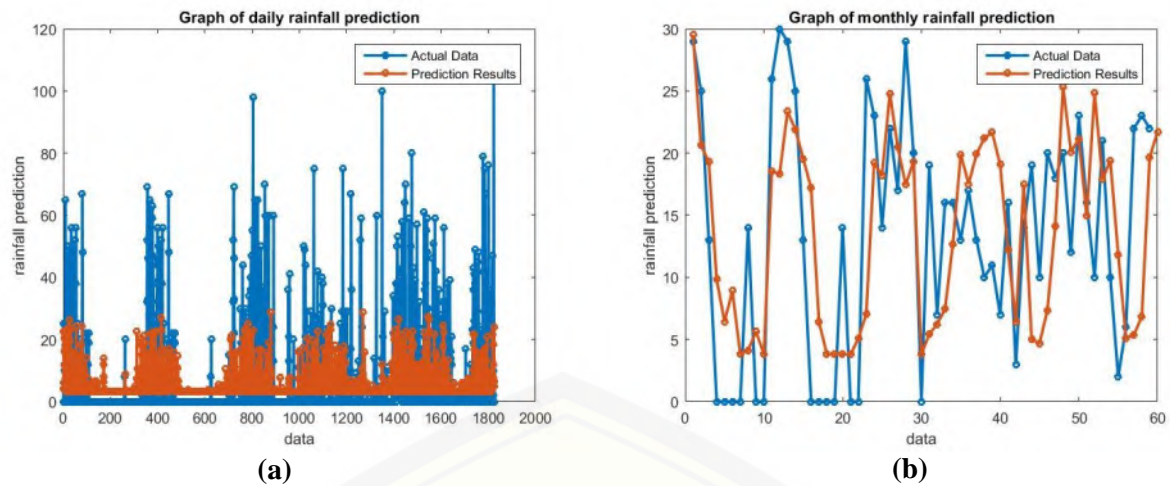 Graph of daily rainfall prediction
120
100
80
60
40
20
0
rainfall prediction
Actual Data
Prediction Results
0 200 400 600 800 1000 1200 1400 1600 1800 2000
data
(a)
Graph of monthly rainfall prediction
30
25
20
15
10
5
0
rainfall prediction
Actual Data
Prediction Results
0 10 20 30 40 50 60
data
(b)